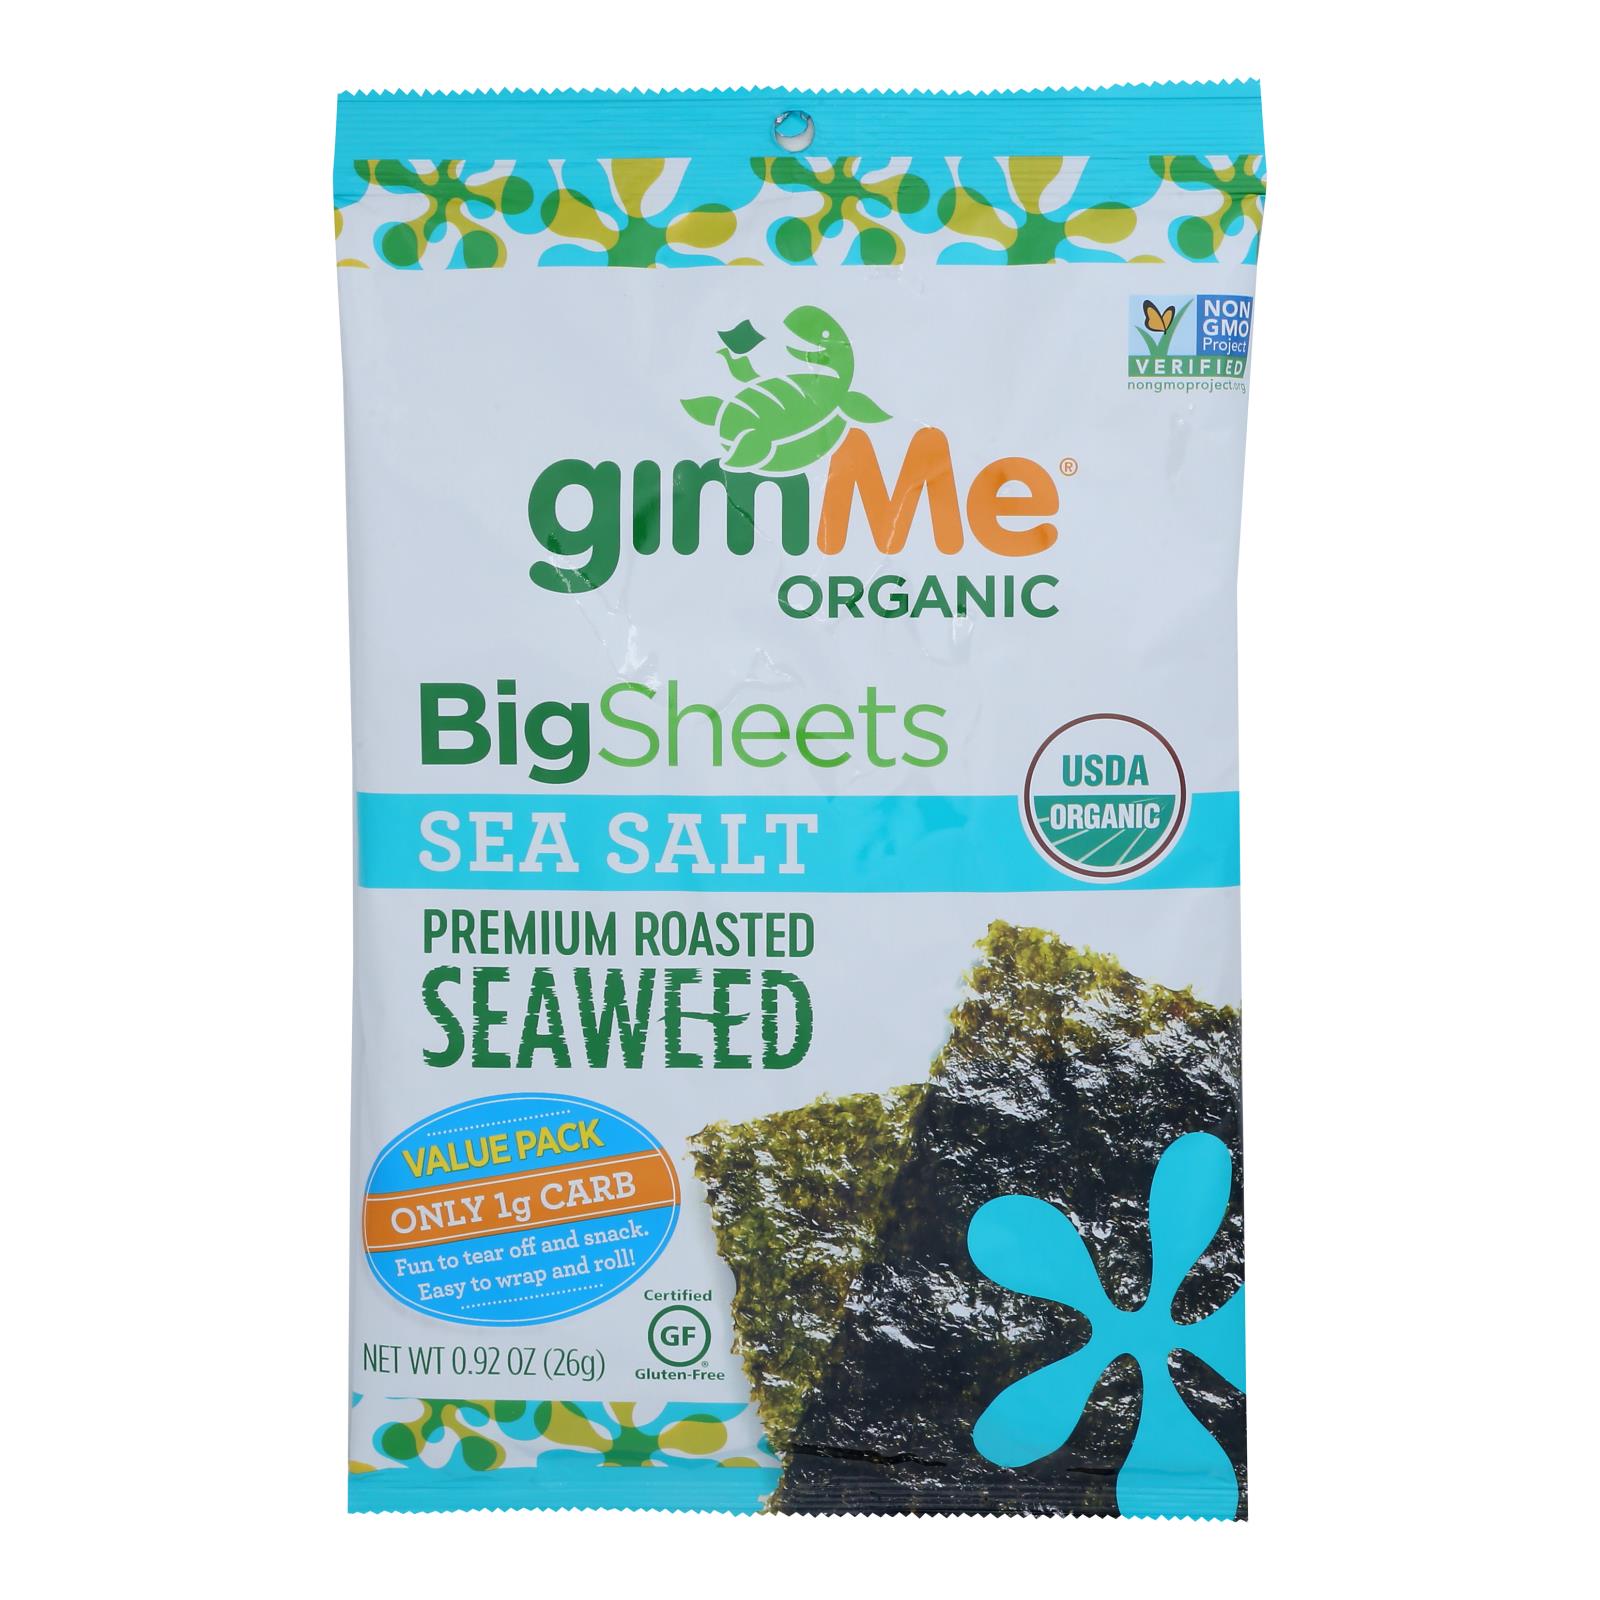 NON
GMO
Project
VERIFIED
nongmoproject.org
gimMe®
ORGANIC
BigSheets
USDA
ORGANIC
SEA SALT
PREMIUM ROASTED
SEAWEED
VALUE PACK
ONLY 1g CARB
Fun to tear off and snack.
Easy to wrap and roll!
Certified
GF
®
Gluten-Free
NET WT 0.92 OZ (26g)